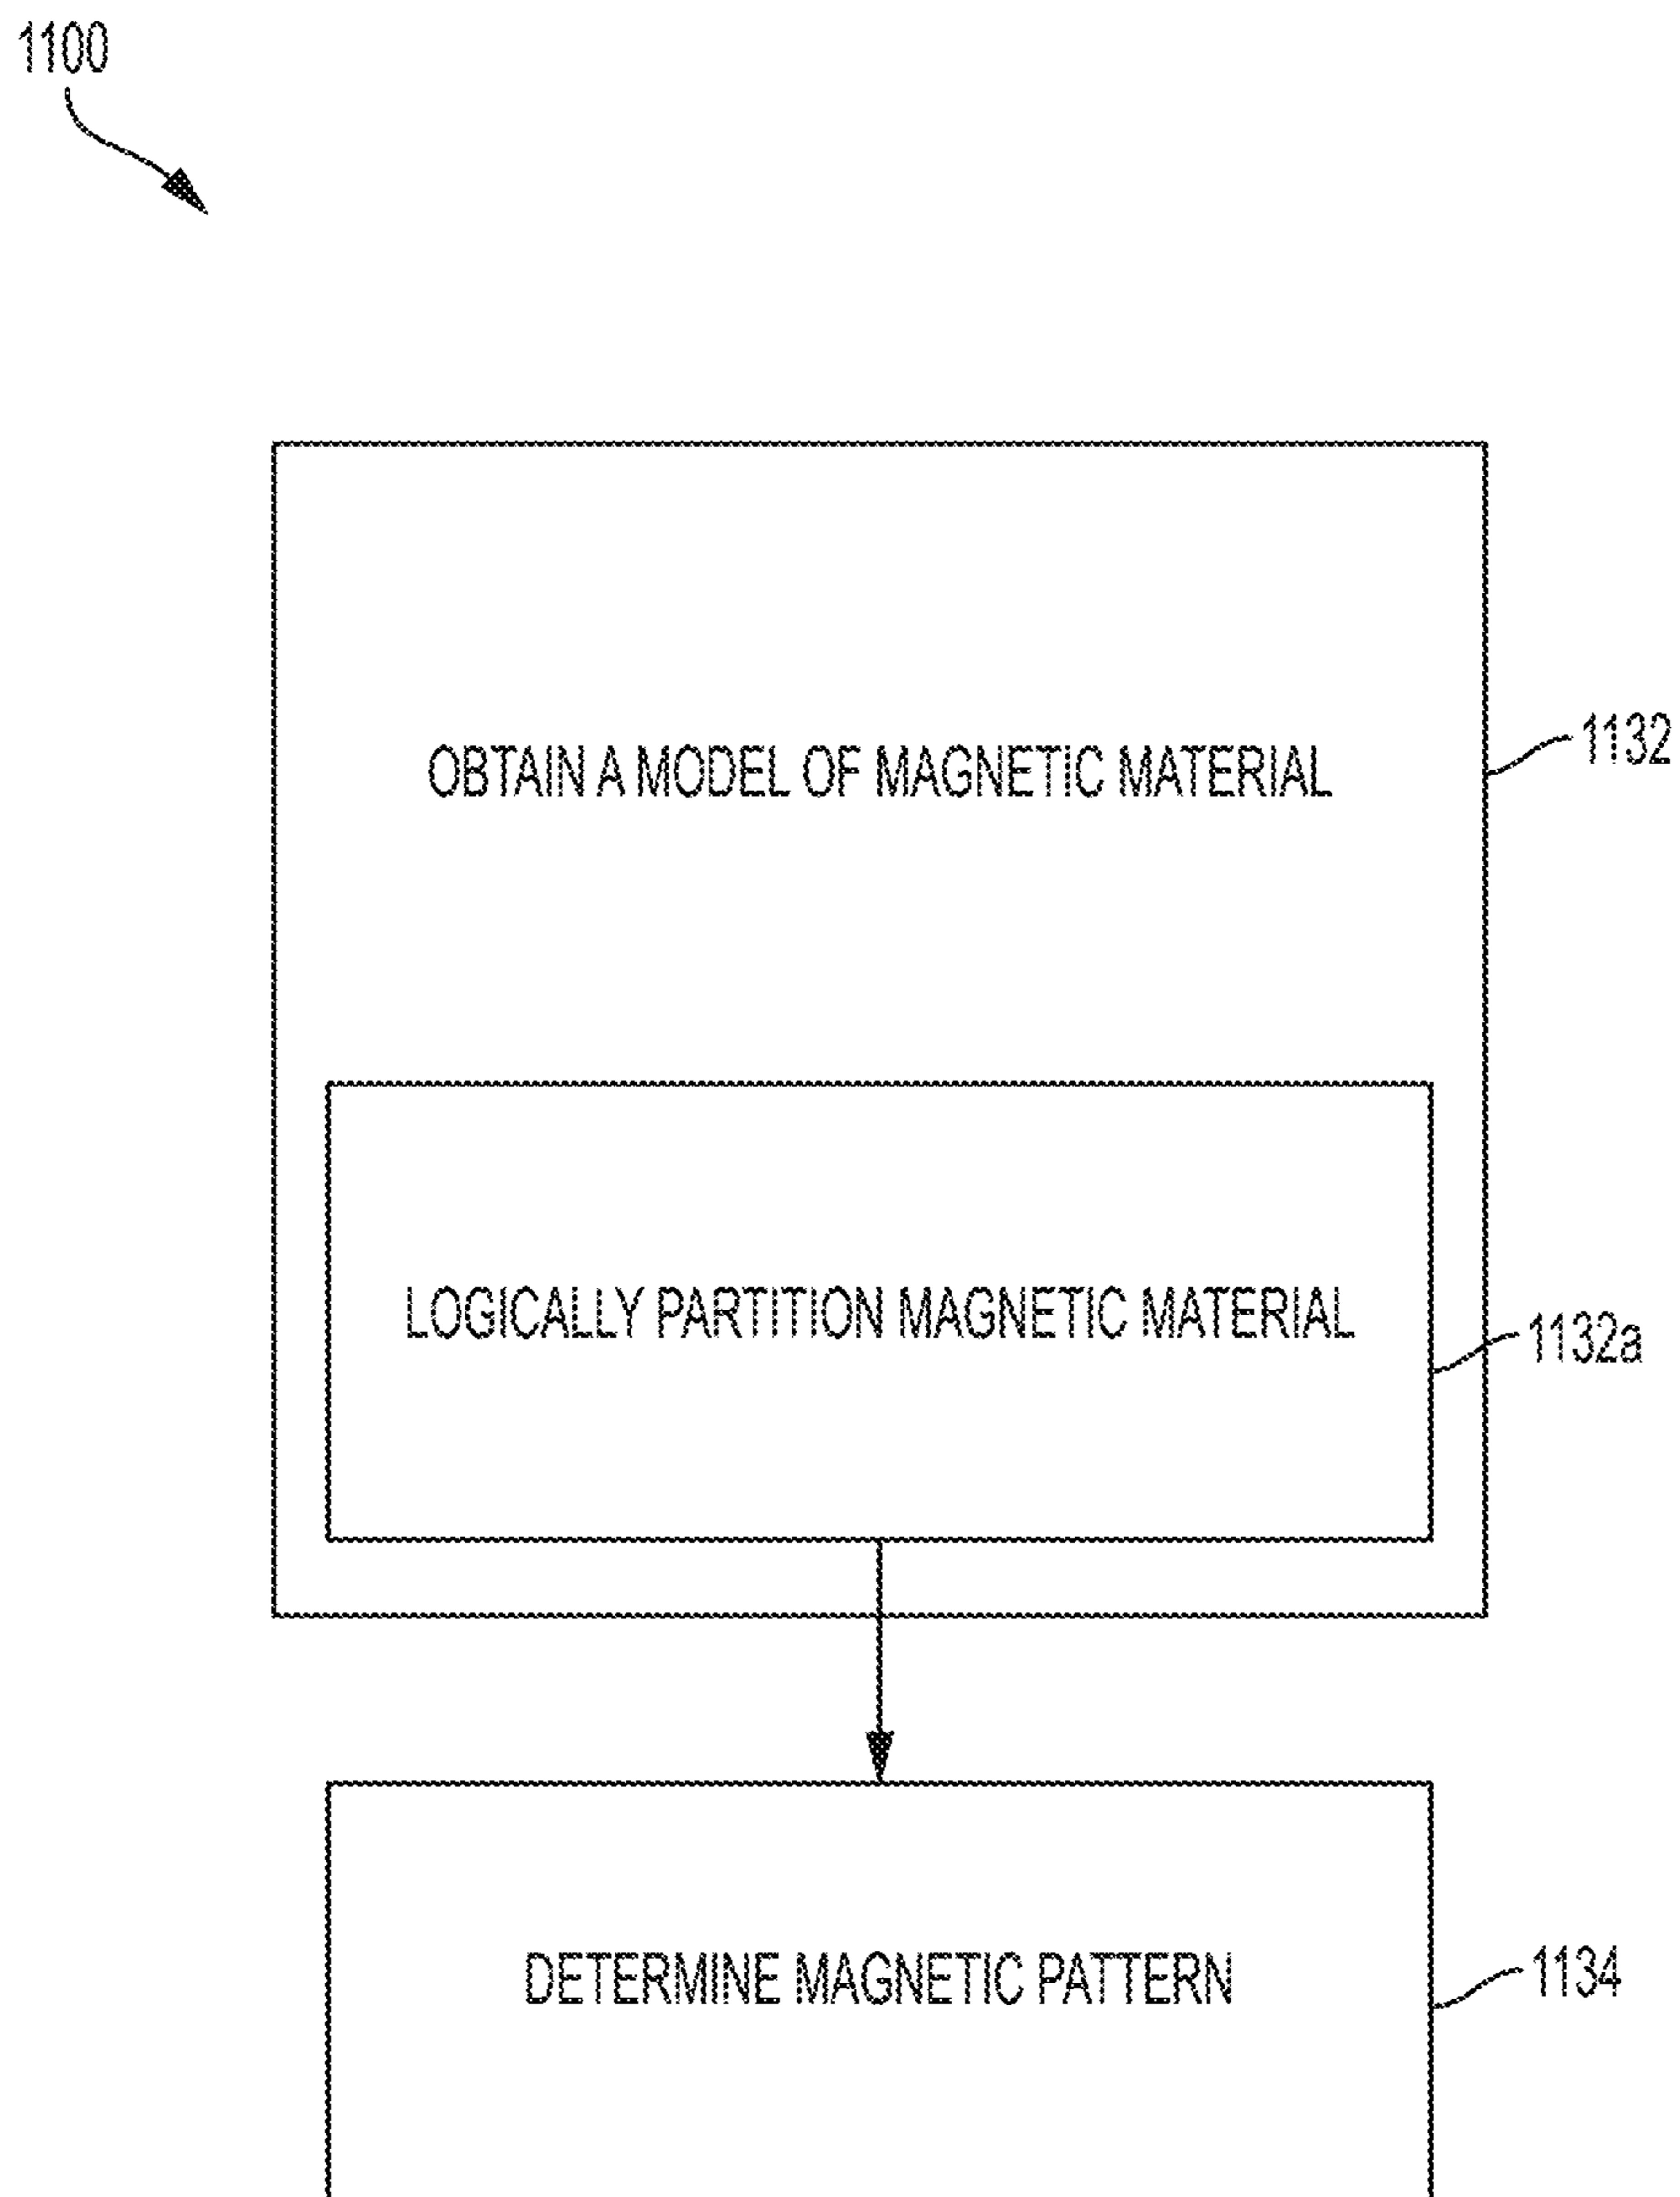 1100
OBTAIN A MODEL OF MAGNETIC MATERIAL
1132
LOGICALLY PARTITION MAGNETIC MATERIAL
1132a
DETERMINE MAGNETIC PATTERN
1134